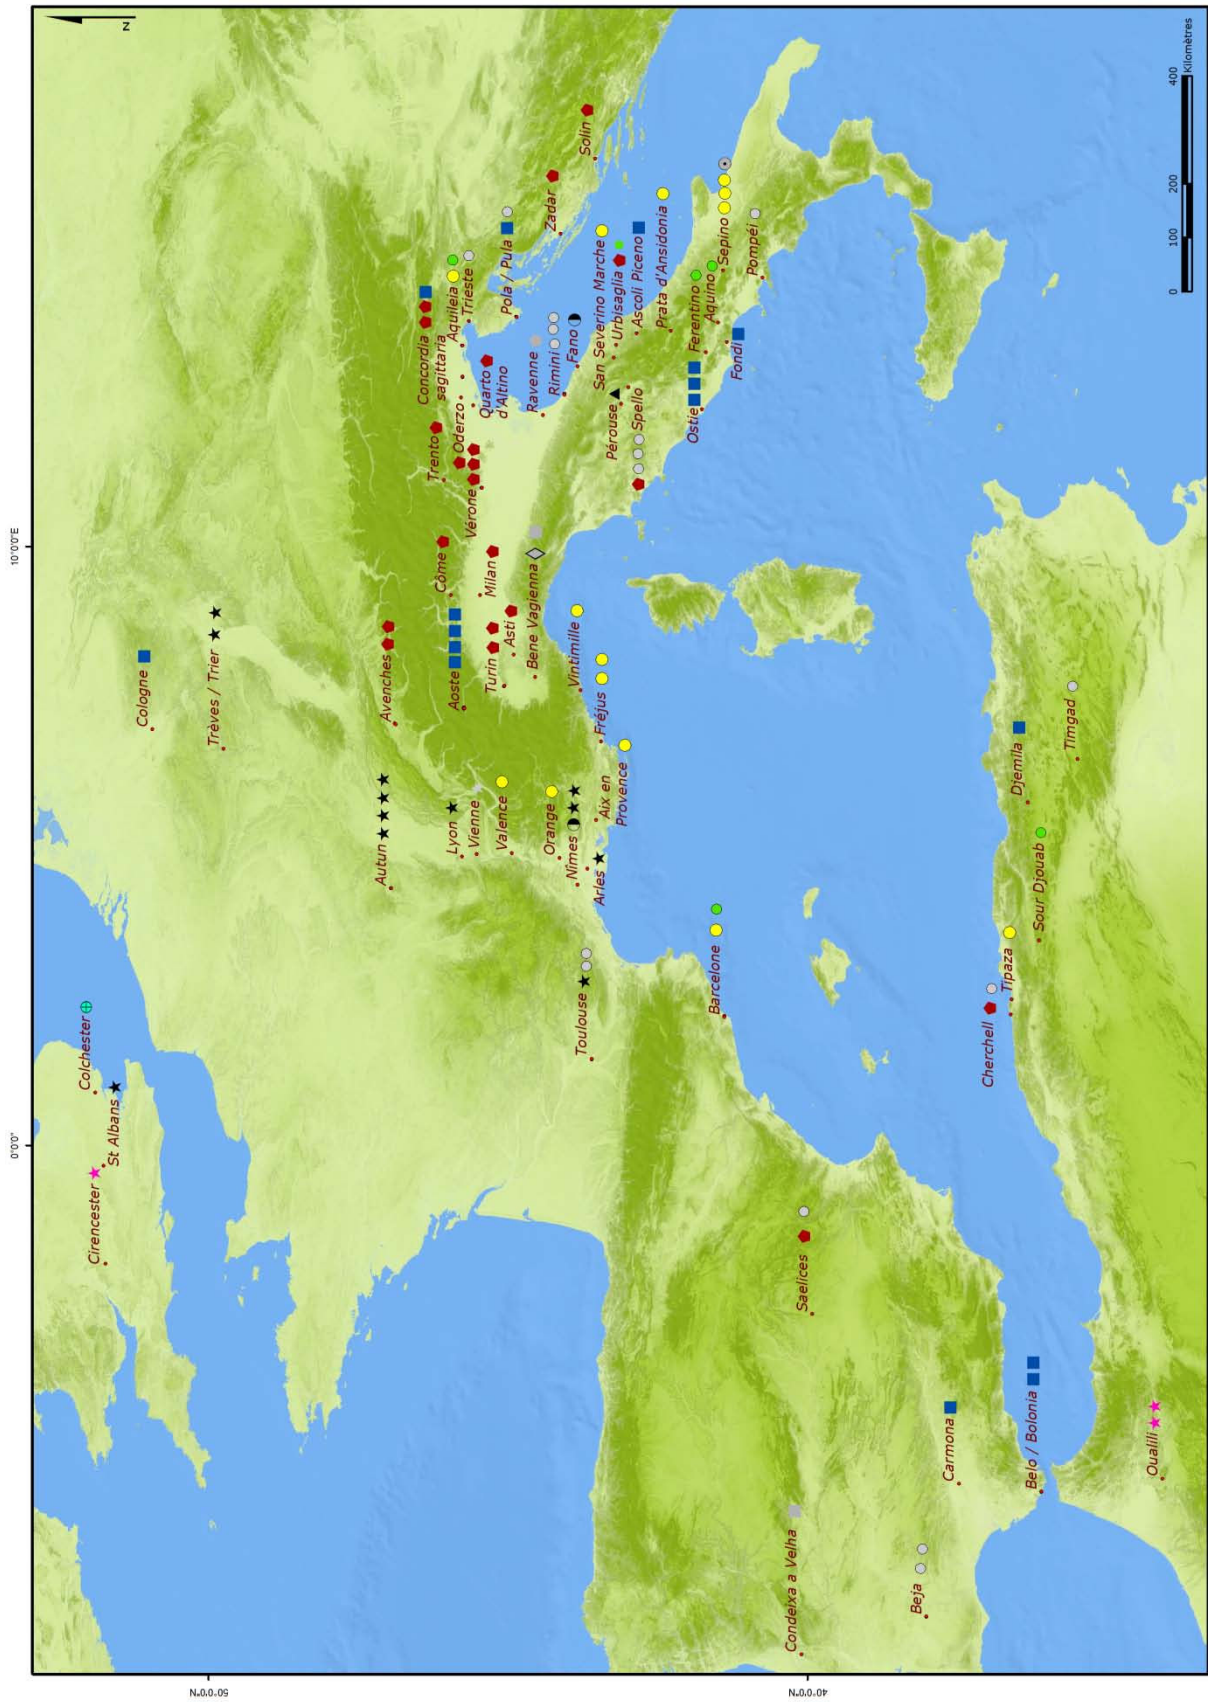 10°0'0"E
0°0'0"
50°0'0"N
40°0'0"N
N
Cirencester
St Albans
Colchester
Cologne
Trèves / Trier
Autun
Avenches
Lyon
Vienne
Valence
Orange
Nîmes
Arles
Aix en
Provence
Fréjus
Vintimille
Toulouse
Aoste
Côme
Turin
Milan
Asti
Bene Vagienna
Trento
Oderzo
Vérone
Concordia
sagittaria
Quarto
d'Altino
Aquileia
Trieste
Pola / Pula
Zadar
Solin
Ravenne
Rimini
Fano
San Severino Marche
Urbisaglia
Ascoli Piceno
Pérouse
Spello
Prata d'Ansidonia
Ostie
Ferentino
Aquino
Sepino
Fondi
Pompéi
Barcelone
Saelices
Condeixa a Velha
Beja
Carmona
Belo / Bolonia
Oualili
Cherchell
Tipaza
Sour Djouab
Djemila
Timgad
0 100 200 400
Kilomètres